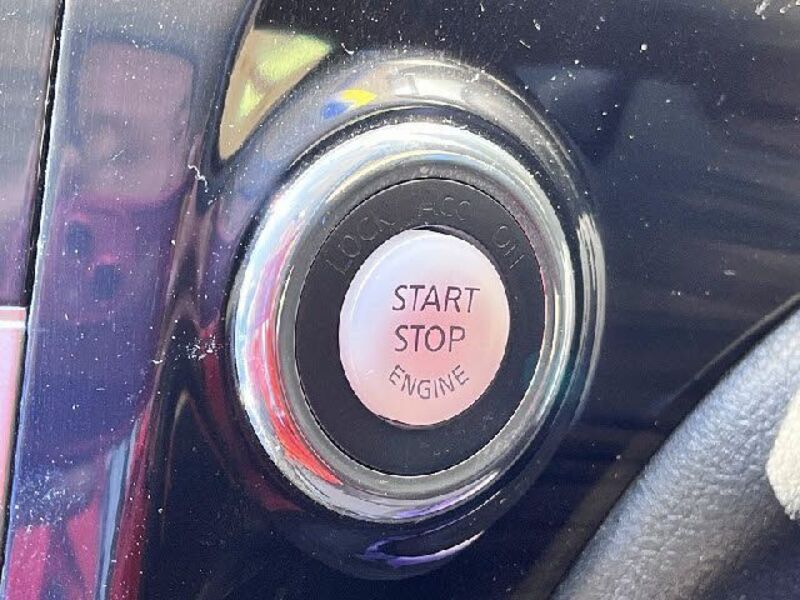 LOCK ACC ON
START
STOP
ENGINE